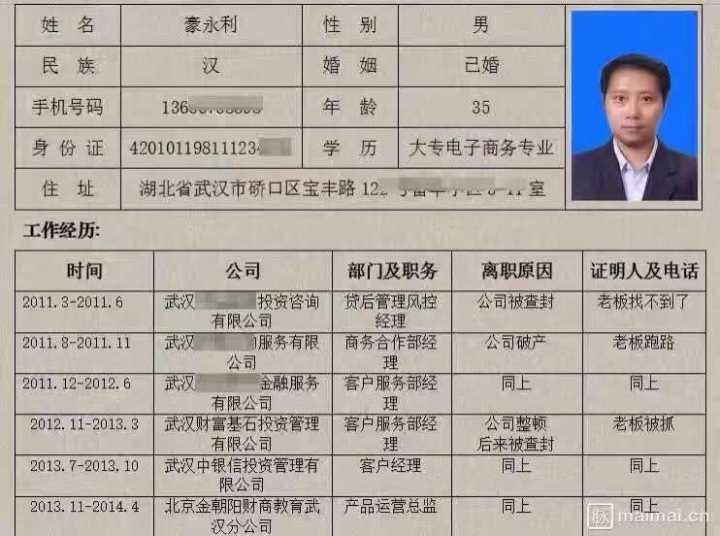 姓 名 豪永利 性 别 男
民 族 汉 婚 姻 已婚
手机号码 136 年 龄 35
身 份 证 420101198111234 学 历 大专电子商务专业
住 址 湖北省武汉市硚口区宝丰路122 室
工作经历:
时间 公司 部门及职务 离职原因 证明人及电话
2011.3-2011.6 武汉 投资咨询 贷后管理风控 公司被查封 老板找不到了
有限公司 经理
2011.8-2011.11 武汉 服务有限 商务合作部经 公司破产 老板跑路
公司 理
2011.12-2012.6 武汉 金融服务 客户服务部经 同上 同上
有限公司 理
2012.11-2013.3 武汉财富基石投资管理 客户服务部经 公司整顿 老板被抓
有限公司 理 后来被查封
2013.7-2013.10 武汉中银信投资管理有 客户经理 同上 同上
限公司
2013.11-2014.4 北京金朝阳财商教育武 产品运营总监 同上 同上
汉分公司
脉 maimai.cn